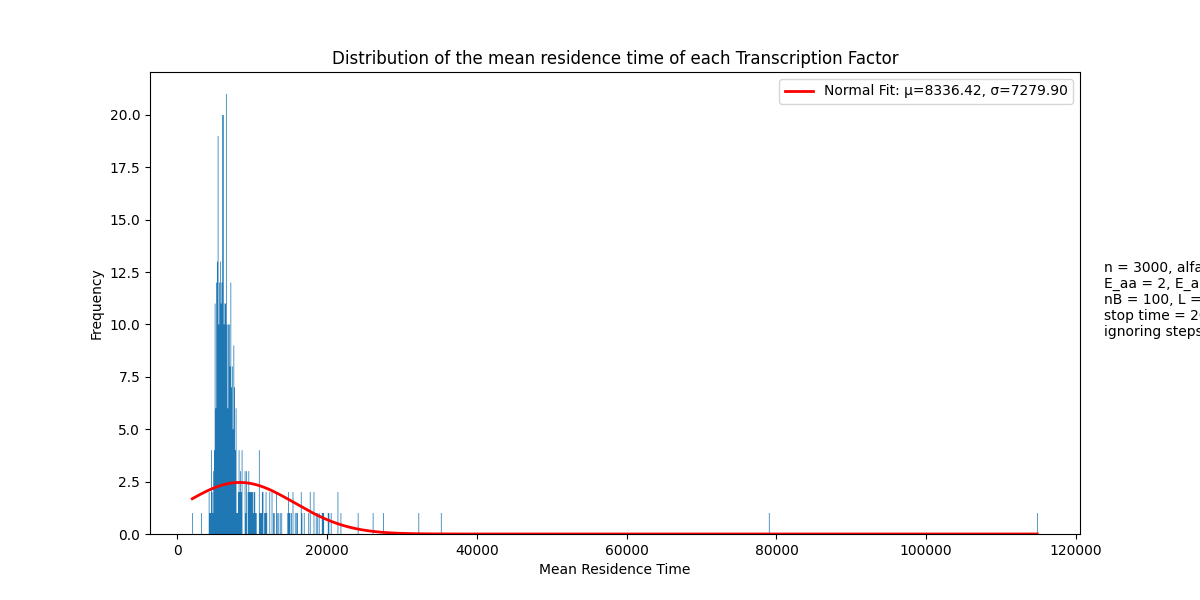 Distribution of the mean residence time of each Transcription Factor
Normal Fit: μ=8336.42, σ=7279.90
20.0
17.5
15.0
12.5
10.0
7.5
5.0
2.5
0.0
Frequency
0 20000 40000 60000 80000 100000 120000
Mean Residence Time
n = 3000, alfa
E_aa = 2, E_a
nB = 100, L =
stop time = 2
ignoring steps